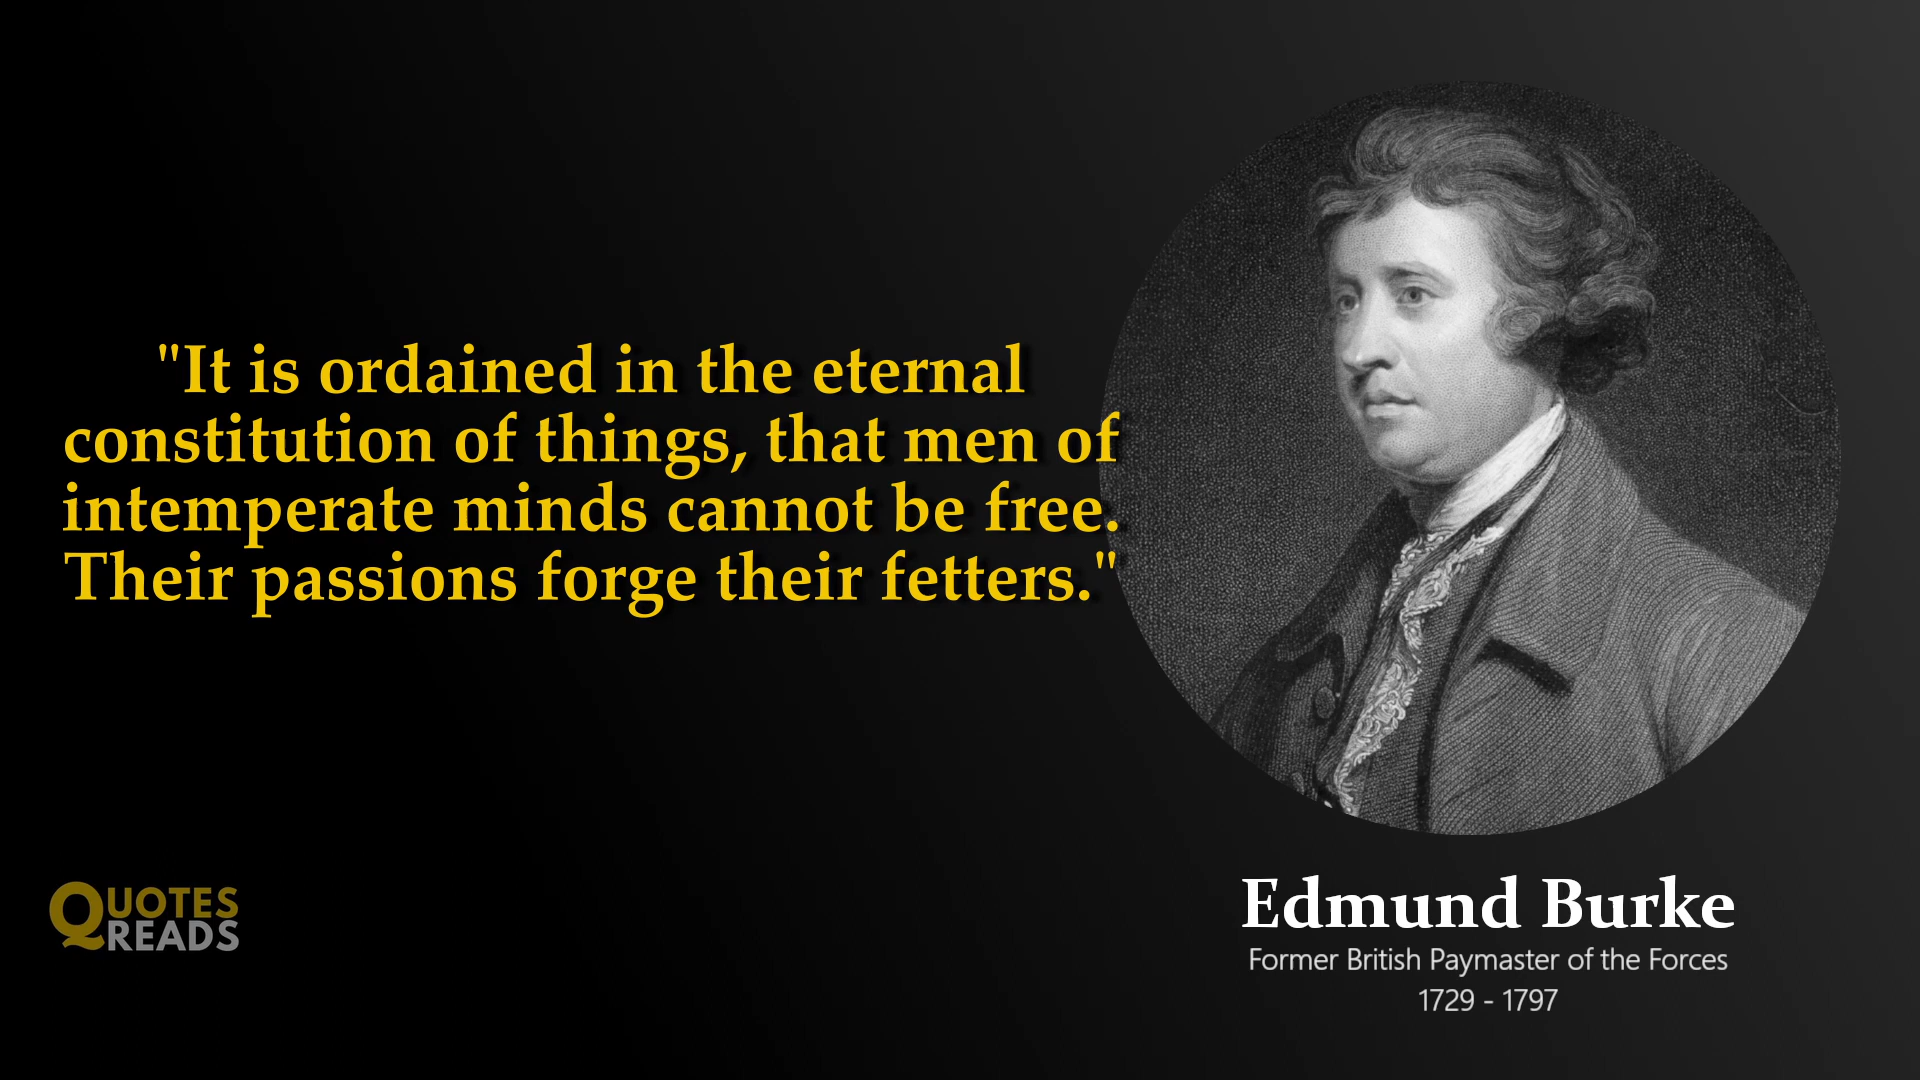 "It is ordained in the eternal
constitution of things, that men of
intemperate minds cannot be free.
Their passions forge their fetters."
QUOTES
READS
Edmund Burke
Former British Paymaster of the Forces
1729 - 1797